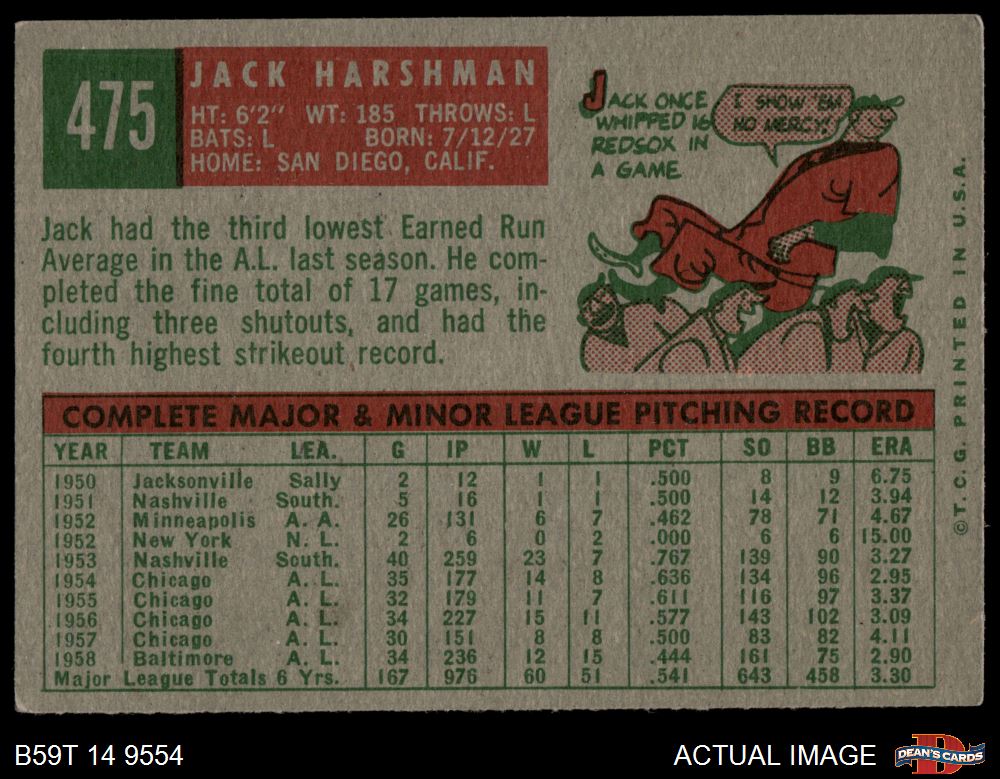 475
JACK HARSHMAN
HT: 6'2" WT: 185 THROWS: L
BATS: L BORN: 7/12/27
HOME: SAN DIEGO, CALIF.
Jack had the third lowest Earned Run
Average in the A.L. last season. He com-
pleted the fine total of 17 games, in-
cluding three shutouts, and had the
fourth highest strikeout record.
JACK ONCE
WHIPPED 16
REDSOX IN
A GAME
I SHOW 'EM
NO MERCY!
COMPLETE MAJOR & MINOR LEAGUE PITCHING RECORD
YEAR TEAM LEA. G IP W L PCT SO BB ERA
1950 Jacksonville Sally 2 12 1 1 .500 8 9 6.75
1951 Nashville South. 5 16 1 1 .500 14 12 3.94
1952 Minneapolis A. A. 26 131 6 7 .462 78 71 4.67
1952 New York N. L. 2 6 0 2 .000 6 6 15.00
1953 Nashville South. 40 259 23 7 .767 139 90 3.27
1954 Chicago A. L. 35 177 14 8 .636 134 96 2.95
1955 Chicago A. L. 32 179 11 7 .611 116 97 3.37
1956 Chicago A. L. 34 227 15 11 .577 143 102 3.09
1957 Chicago A. L. 30 151 8 8 .500 83 82 4.11
1958 Baltimore A. L. 34 236 12 15 .444 161 75 2.90
Major League Totals 6 Yrs. 167 976 60 51 .541 643 458 3.30
© T. C. G. PRINTED IN U.S.A.
B59T 14 9554
ACTUAL IMAGE
DEAN'S CARDS